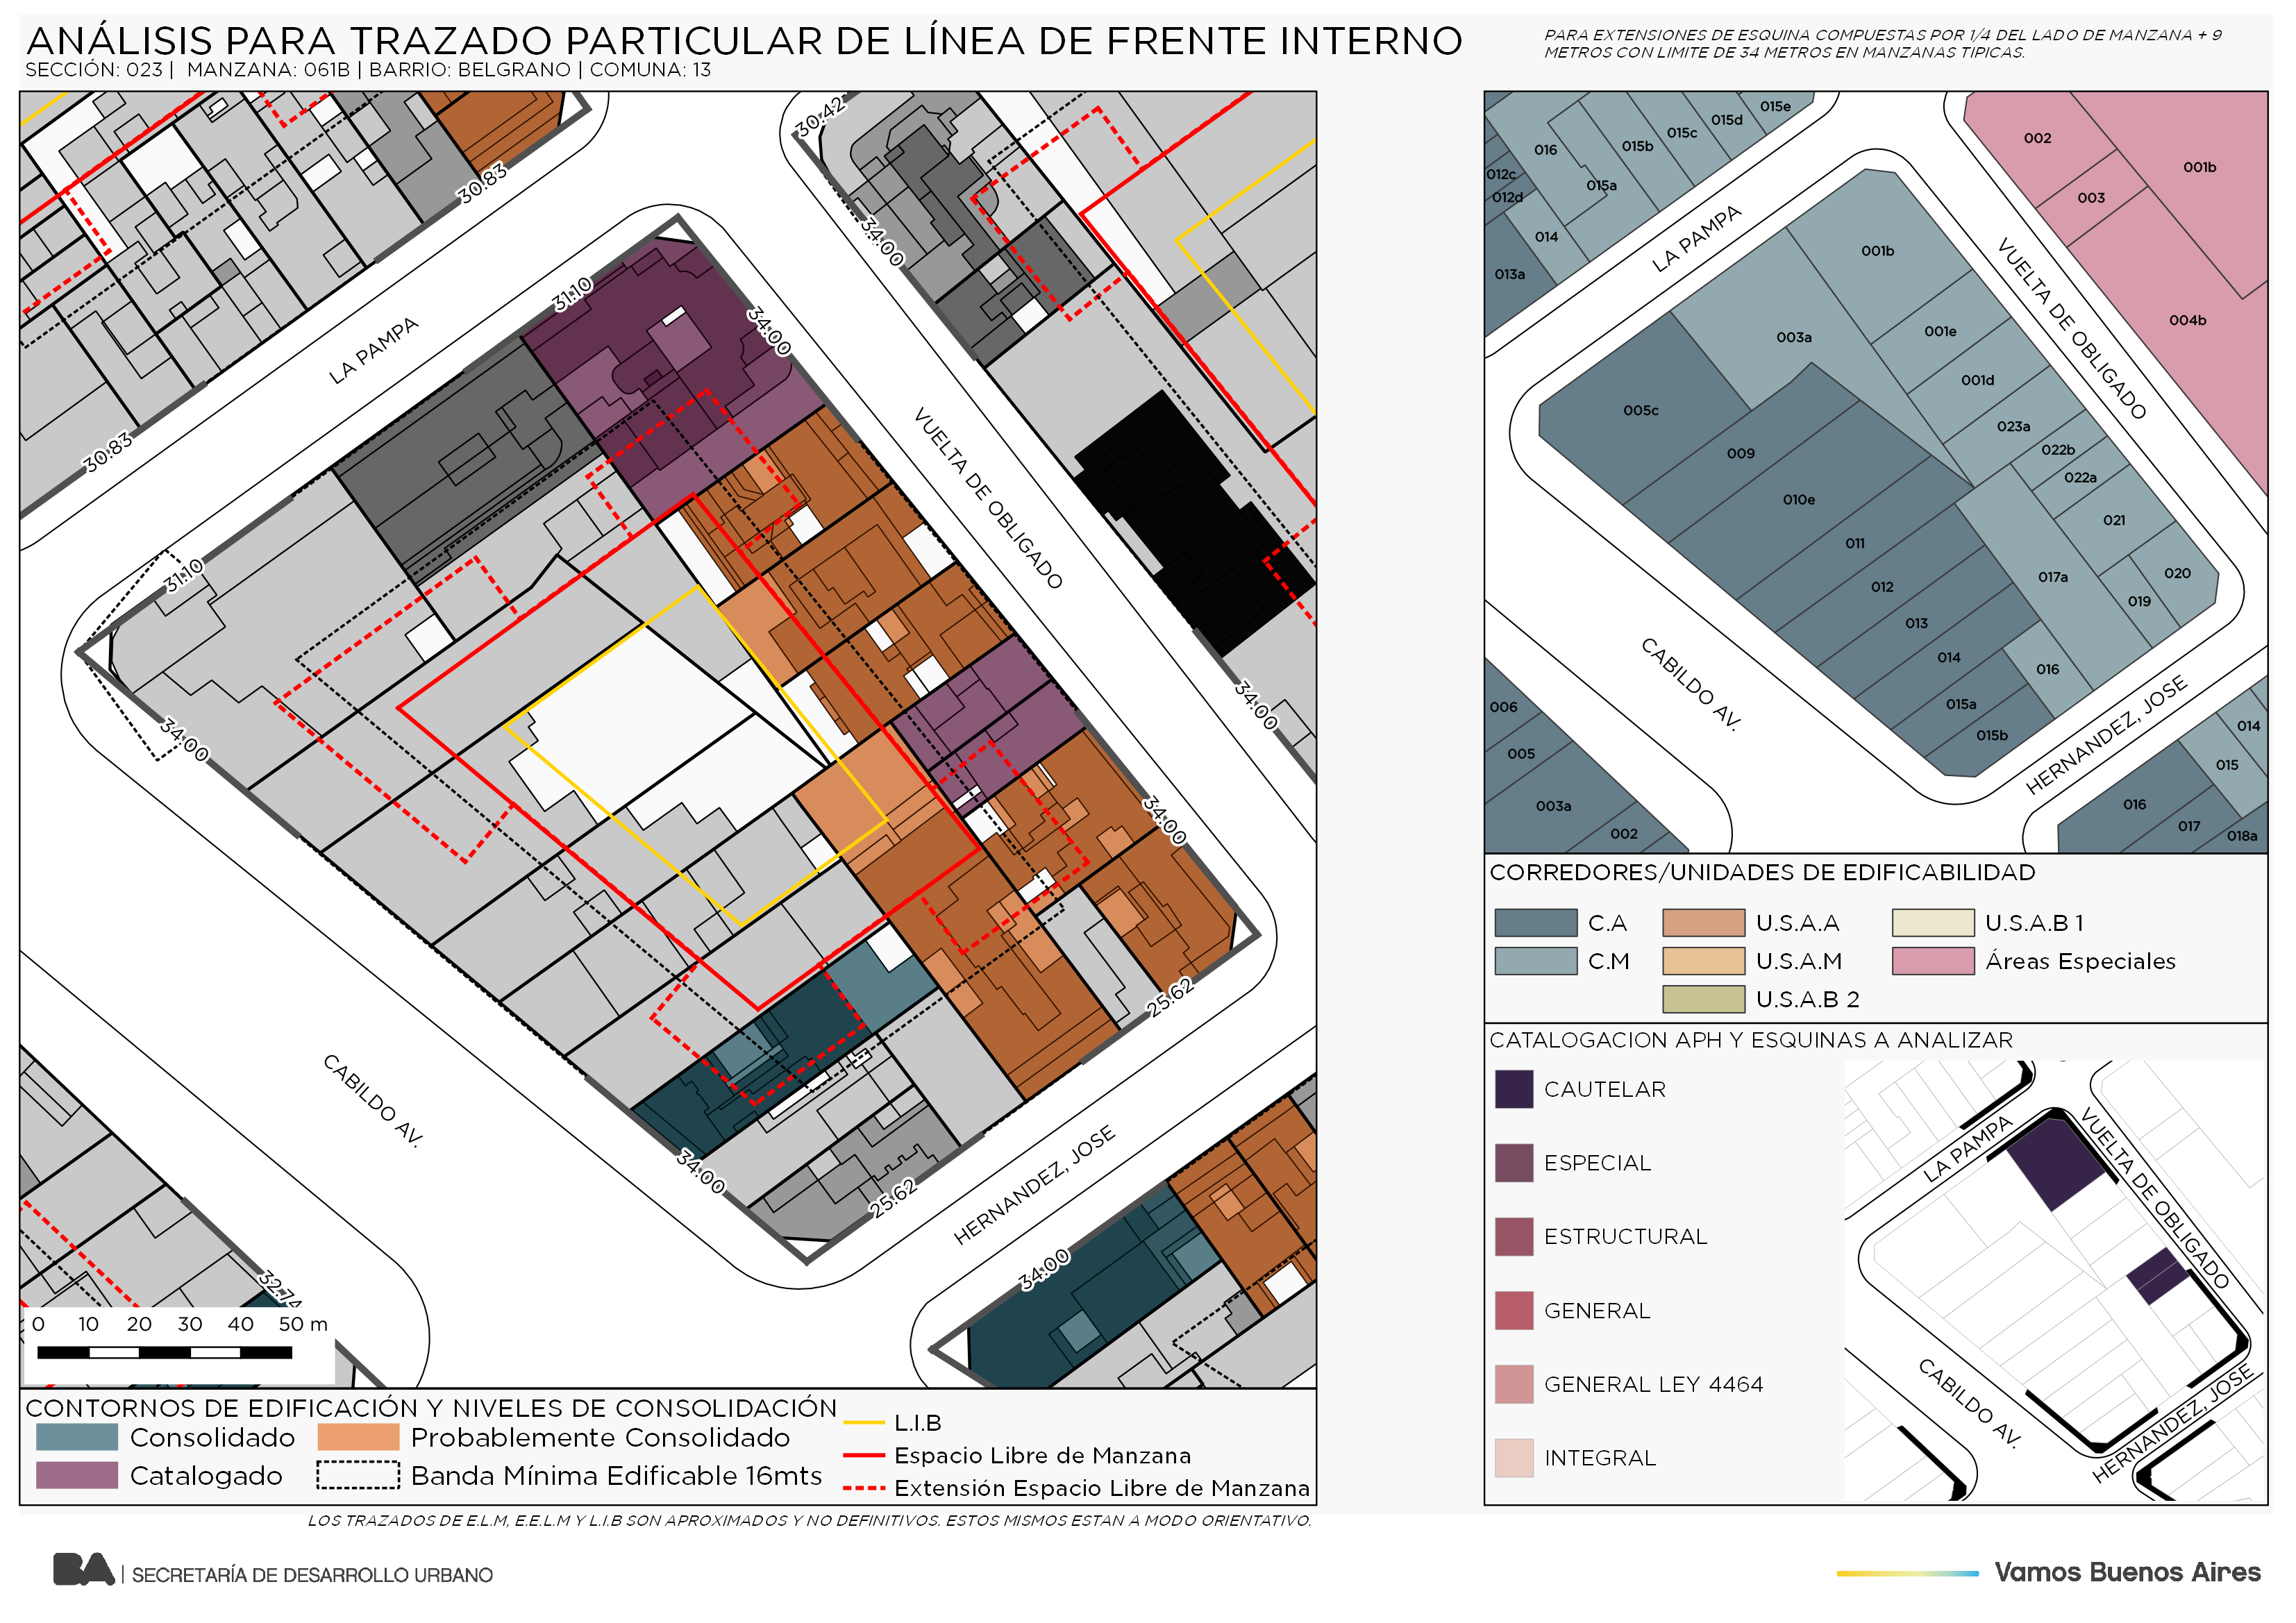 ANÁLISIS PARA TRAZADO PARTICULAR DE LÍNEA DE FRENTE INTERNO
SECCIÓN: 023 | MANZANA: 061B | BARRIO: BELGRANO | COMUNA: 13
PARA EXTENSIONES DE ESQUINA COMPUESTAS POR 1/4 DEL LADO DE MANZANA + 9
METROS CON LIMITE DE 34 METROS EN MANZANAS TIPICAS.
30.42
30.83
34.00
31.10
34.00
LA PAMPA
30.83
VUELTA DE OBLIGADO
31.10
34.00
34.00
34.00
CABILDO AV.
25.62
34.00
25.62
HERNANDEZ, JOSE
34.00
32.74
0 10 20 30 40 50 m
CONTORNOS DE EDIFICACIÓN Y NIVELES DE CONSOLIDACIÓN
Consolidado
Probablemente Consolidado
Catalogado
Banda Mínima Edificable 16mts
L.I.B
Espacio Libre de Manzana
Extensión Espacio Libre de Manzana
LOS TRAZADOS DE E.L.M, E.E.L.M Y L.I.B SON APROXIMADOS Y NO DEFINITIVOS. ESTOS MISMOS ESTAN A MODO ORIENTATIVO.
015e
015d
015c
015b
016
015a
012c
012d
014
013a
002
001b
003
004b
LA PAMPA
VUELTA DE OBLIGADO
001b
003a
001e
001d
005c
023a
009
022b
022a
010e
021
011
017a
020
012
019
013
014
016
015a
015b
CABILDO AV.
HERNANDEZ, JOSE
006
005
003a
002
014
015
016
017
018a
CORREDORES/UNIDADES DE EDIFICABILIDAD
C.A
U.S.A.A
U.S.A.B 1
C.M
U.S.A.M
Áreas Especiales
U.S.A.B 2
CATALOGACION APH Y ESQUINAS A ANALIZAR
CAUTELAR
ESPECIAL
ESTRUCTURAL
GENERAL
GENERAL LEY 4464
INTEGRAL
LA PAMPA
VUELTA DE OBLIGADO
CABILDO AV.
HERNANDEZ, JOSE
BA | SECRETARÍA DE DESARROLLO URBANO
Vamos Buenos Aires